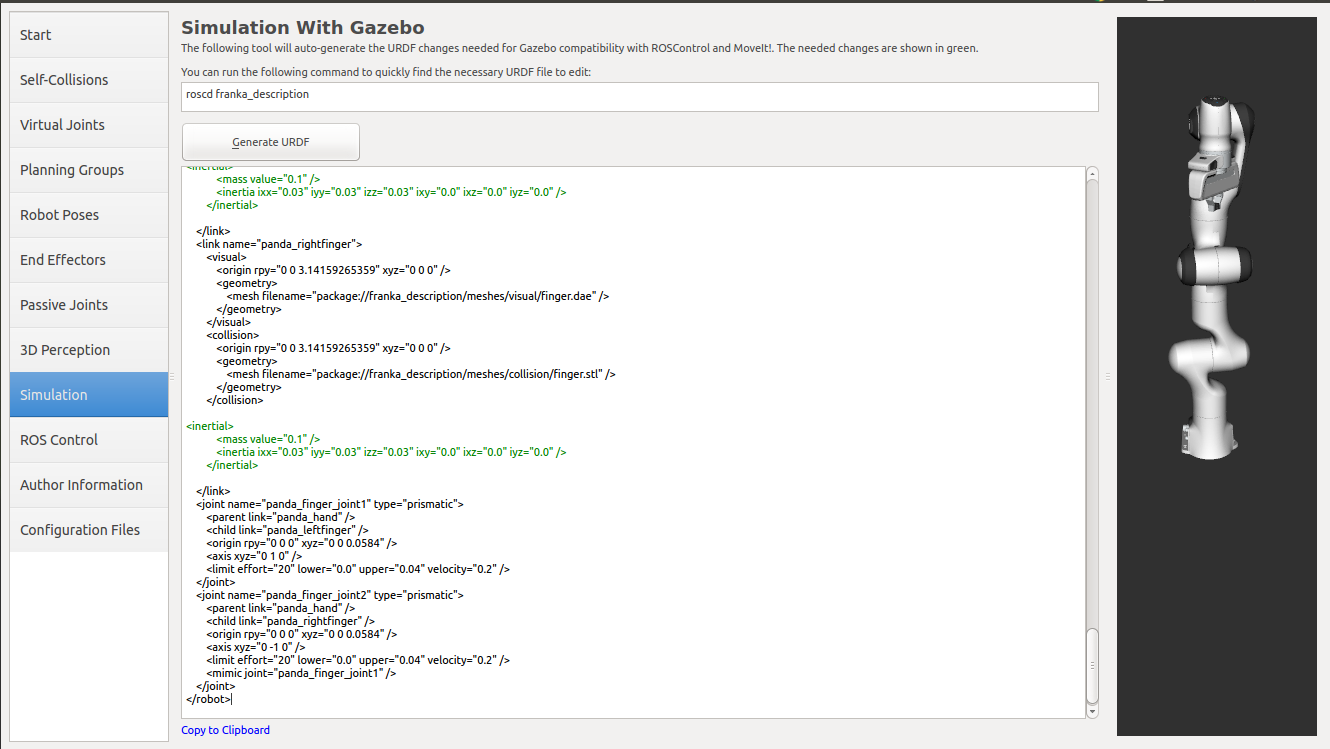 Start
Self-Collisions
Virtual Joints
Planning Groups
Robot Poses
End Effectors
Passive Joints
3D Perception
Simulation
ROS Control
Author Information
Configuration Files
Simulation With Gazebo
The following tool will auto-generate the URDF changes needed for Gazebo compatibility with ROSControl and MoveIt!. The needed changes are shown in green.
You can run the following command to quickly find the necessary URDF file to edit:
roscd franka_description
Generate URDF
<inertial>
<mass value="0.1" />
<inertia ixx="0.03" iyy="0.03" izz="0.03" ixy="0.0" ixz="0.0" iyz="0.0" />
</inertial>
</link>
<link name="panda_rightfinger">
<visual>
<origin rpy="0 0 3.14159265359" xyz="0 0 0" />
<geometry>
<mesh filename="package://franka_description/meshes/visual/finger.dae" />
</geometry>
</visual>
<collision>
<origin rpy="0 0 3.14159265359" xyz="0 0 0" />
<geometry>
<mesh filename="package://franka_description/meshes/collision/finger.stl" />
</geometry>
</collision>
<inertial>
<mass value="0.1" />
<inertia ixx="0.03" iyy="0.03" izz="0.03" ixy="0.0" ixz="0.0" iyz="0.0" />
</inertial>
</link>
<joint name="panda_finger_joint1" type="prismatic">
<parent link="panda_hand" />
<child link="panda_leftfinger" />
<origin rpy="0 0 0" xyz="0 0 0.0584" />
<axis xyz="0 1 0" />
<limit effort="20" lower="0.0" upper="0.04" velocity="0.2" />
</joint>
<joint name="panda_finger_joint2" type="prismatic">
<parent link="panda_hand" />
<child link="panda_rightfinger" />
<origin rpy="0 0 0" xyz="0 0 0.0584" />
<axis xyz="0 -1 0" />
<limit effort="20" lower="0.0" upper="0.04" velocity="0.2" />
<mimic joint="panda_finger_joint1" />
</joint>
</robot>
Copy to Clipboard